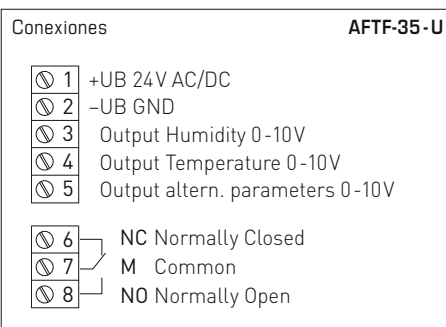 Conexiones AFTF-35-U
1 +UB 24V AC/DC
2 –UB GND
3 Output Humidity 0-10V
4 Output Temperature 0-10V
5 Output altern. parameters 0-10V
6 NC Normally Closed
7 M Common
8 NO Normally Open